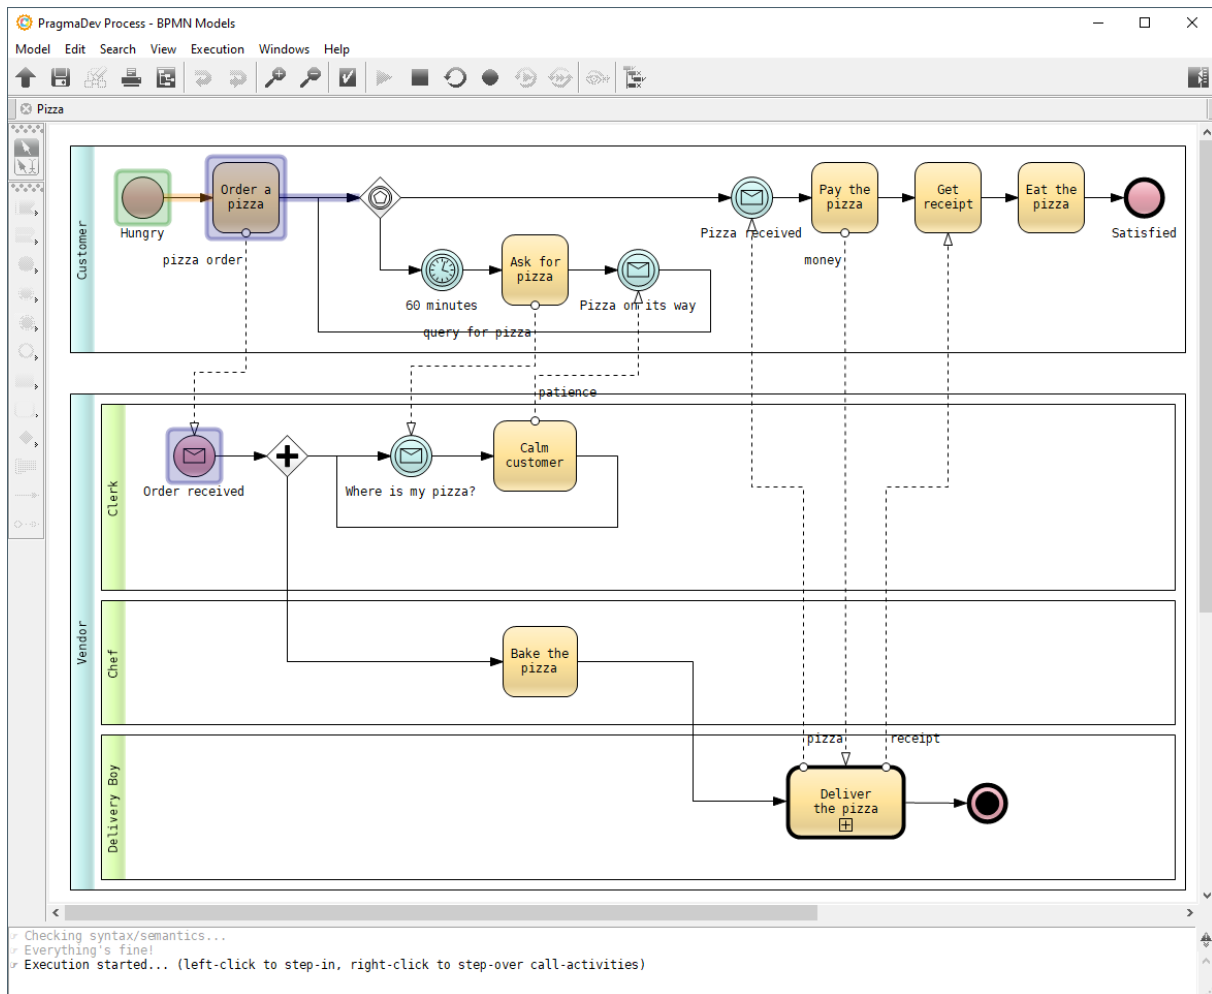 PragmaDev Process - BPMN Models
Model Edit Search View Execution Windows Help
Pizza
Customer
Hungry
Order a
pizza
pizza order
60 minutes
Ask for
pizza
Pizza on its way
query for pizza
Pizza received
Pay the
pizza
money
Get
receipt
Eat the
pizza
Satisfied
patience
Vendor
Clerk
Order received
Where is my pizza?
Calm
customer
Chef
Bake the
pizza
Delivery Boy
pizza
receipt
Deliver
the pizza
Checking syntax/semantics...
Everything's fine!
Execution started... (left-click to step-in, right-click to step-over call-activities)